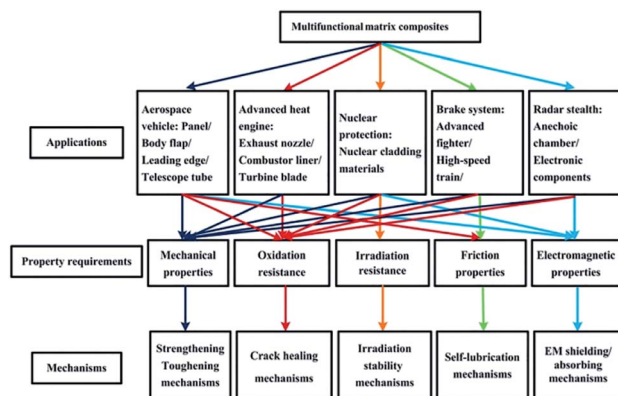 Multifunctional matrix composites
Applications
Aerospace
vehicle: Panel/
Body flap/
Leading edge/
Telescope tube
Advanced heat
engine:
Exhaust nozzle/
Combustor liner/
Turbine blade
Nuclear
protection:
Nuclear cladding
materials
Brake system:
Advanced
fighter/
High-speed
train/
Radar stealth:
Anechoic
chamber/
Electronic
components
Property requirements
Mechanical
properties
Oxidation
resistance
Irradiation
resistance
Friction
properties
Electromagnetic
properties
Mechanisms
Strengthening
Toughening
mechanisms
Crack healing
mechanisms
Irradiation
stability
mechanisms
Self-lubrication
mechanisms
EM shielding/
absorbing
mechanisms